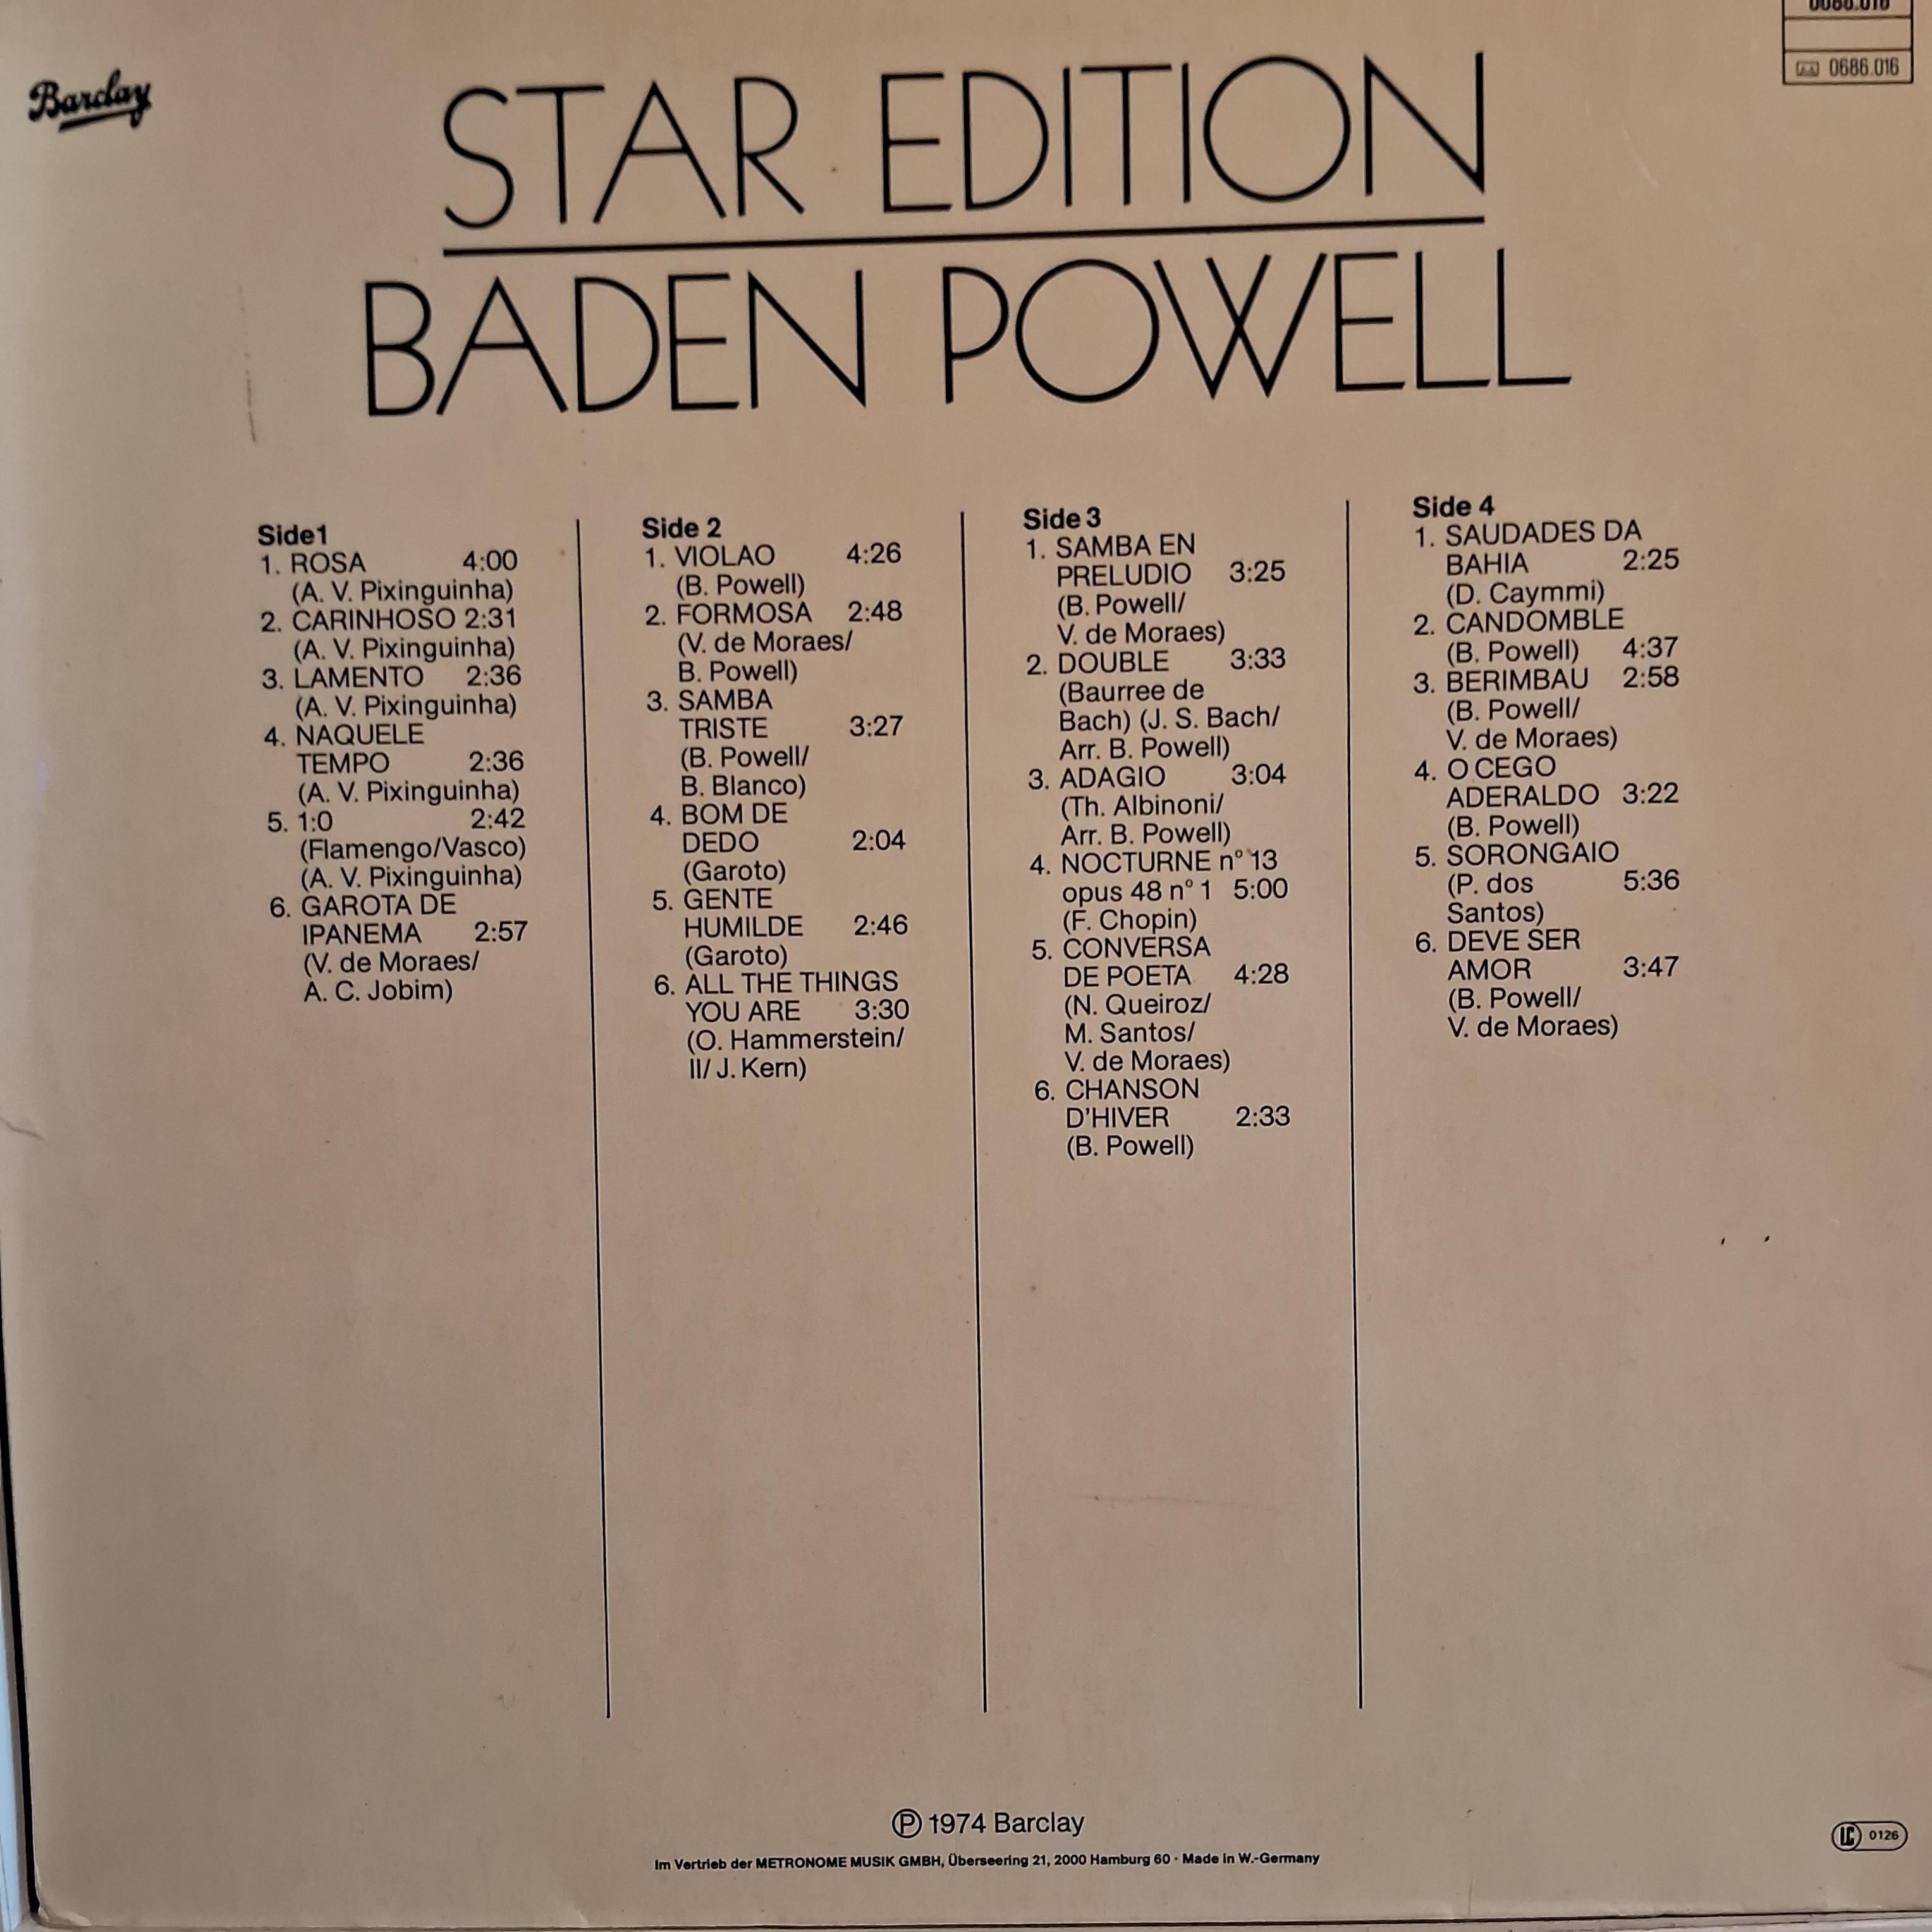 0686.016
0686.016
Barclay
STAR EDITION
BADEN POWELL
Side1
1. ROSA 4:00
(A. V. Pixinguinha)
2. CARINHOSO 2:31
(A. V. Pixinguinha)
3. LAMENTO 2:36
(A. V. Pixinguinha)
4. NAQUELE
TEMPO 2:36
(A. V. Pixinguinha)
5. 1:0 2:42
(Flamengo/Vasco)
(A. V. Pixinguinha)
6. GAROTA DE
IPANEMA 2:57
(V. de Moraes/
A. C. Jobim)
Side 2
1. VIOLAO 4:26
(B. Powell)
2. FORMOSA 2:48
(V. de Moraes/
B. Powell)
3. SAMBA
TRISTE 3:27
(B. Powell/
B. Blanco)
4. BOM DE
DEDO 2:04
(Garoto)
5. GENTE
HUMILDE 2:46
(Garoto)
6. ALL THE THINGS
YOU ARE 3:30
(O. Hammerstein/
II/ J. Kern)
Side 3
1. SAMBA EN
PRELUDIO 3:25
(B. Powell/
V. de Moraes)
2. DOUBLE 3:33
(Baurree de
Bach) (J. S. Bach/
Arr. B. Powell)
3. ADAGIO 3:04
(Th. Albinoni/
Arr. B. Powell)
4. NOCTURNE n° 13
opus 48 n° 1 5:00
(F. Chopin)
5. CONVERSA
DE POETA 4:28
(N. Queiroz/
M. Santos/
V. de Moraes)
6. CHANSON
D'HIVER 2:33
(B. Powell)
Side 4
1. SAUDADES DA
BAHIA 2:25
(D. Caymmi)
2. CANDOMBLE
(B. Powell) 4:37
3. BERIMBAU 2:58
(B. Powell/
V. de Moraes)
4. O CEGO
ADERALDO 3:22
(B. Powell)
5. SORONGAIO
(P. dos 5:36
Santos)
6. DEVE SER
AMOR 3:47
(B. Powell/
V. de Moraes)
Ⓟ 1974 Barclay
Im Vertrieb der METRONOME MUSIK GMBH, Überseering 21, 2000 Hamburg 60 · Made in W.-Germany
LC 0126